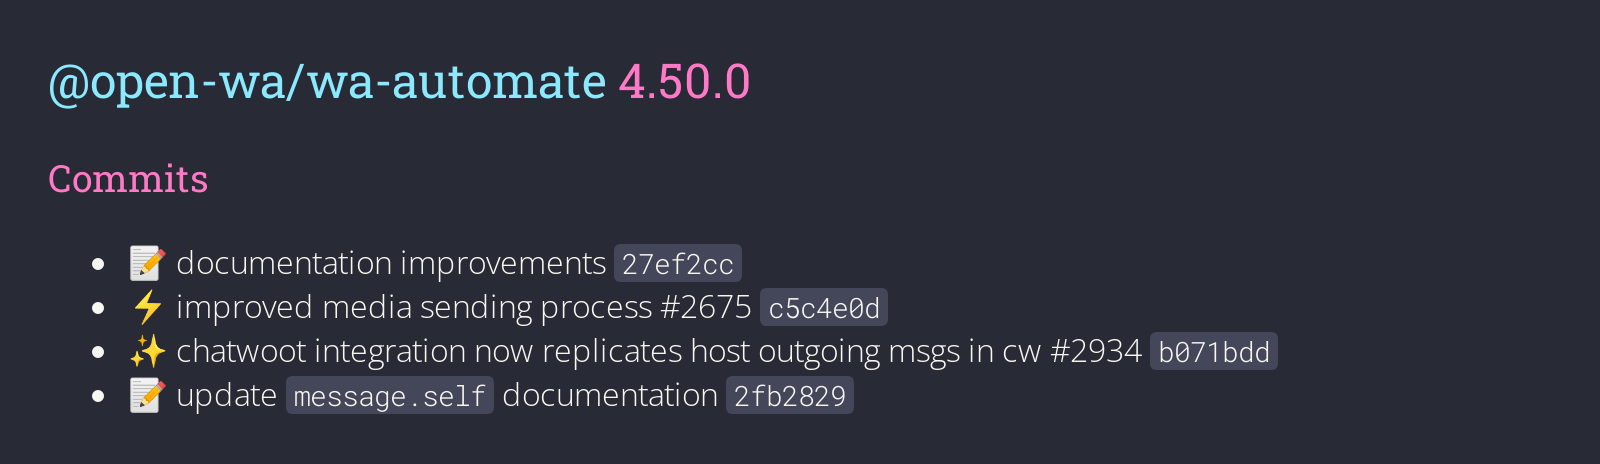 @open-wa/wa-automate 4.50.0
Commits
• 📝 documentation improvements 27ef2cc
• ⚡ improved media sending process #2675 c5c4e0d
• ✨ chatwoot integration now replicates host outgoing msgs in cw #2934 b071bdd
• 📝 update message.self documentation 2fb2829